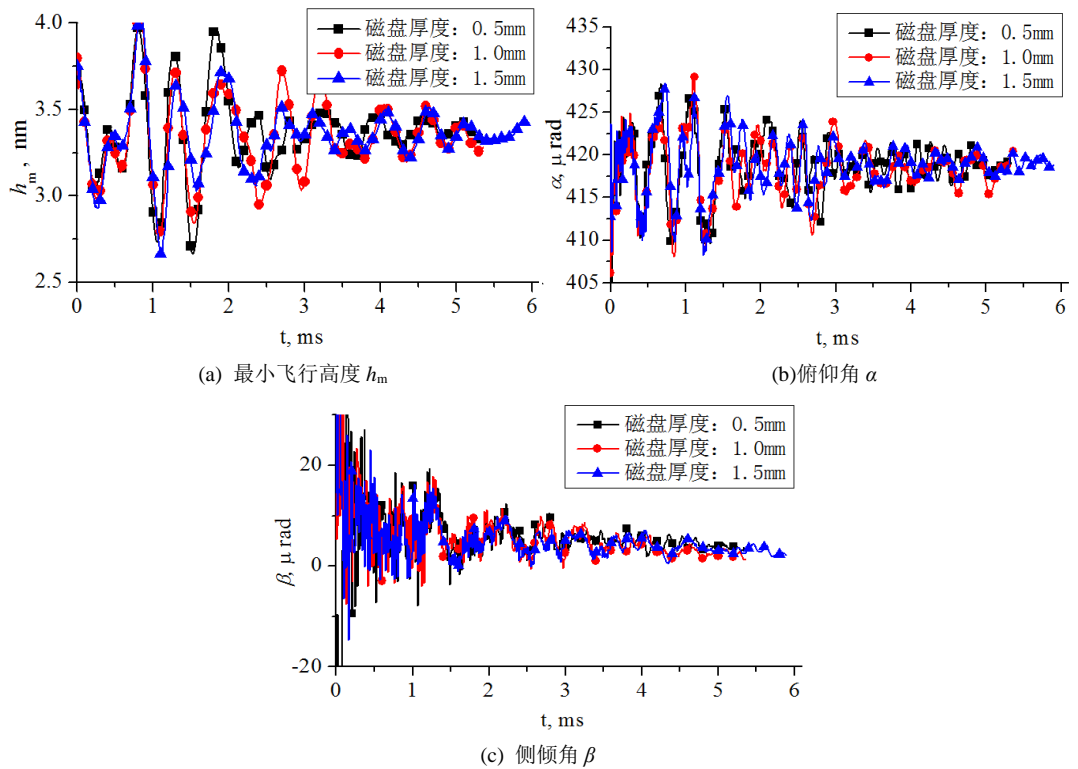 4.0
3.5
3.0
2.5
hm, nm
磁盘厚度: 0.5mm
磁盘厚度: 1.0mm
磁盘厚度: 1.5mm
0 1 2 3 4 5 6
t, ms
(a) 最小飞行高度 hm
435
430
425
420
415
410
405
α, μ rad
磁盘厚度: 0.5mm
磁盘厚度: 1.0mm
磁盘厚度: 1.5mm
0 1 2 3 4 5 6
t, ms
(b)俯仰角 α
20
0
-20
β, μ rad
磁盘厚度: 0.5mm
磁盘厚度: 1.0mm
磁盘厚度: 1.5mm
0 1 2 3 4 5 6
t, ms
(c) 侧倾角 β